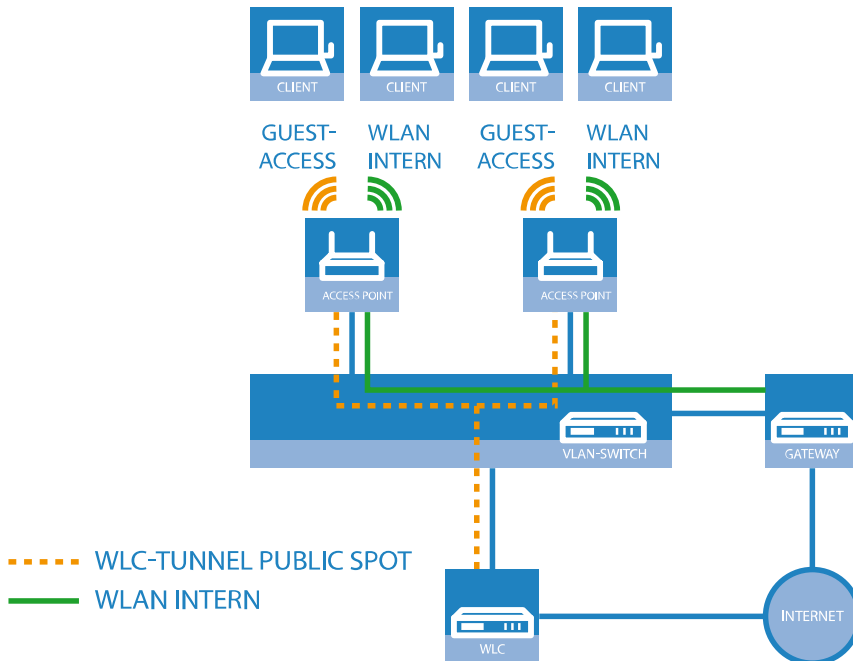 CLIENT
CLIENT
CLIENT
CLIENT
GUEST-
ACCESS
WLAN
INTERN
GUEST-
ACCESS
WLAN
INTERN
ACCESS POINT
ACCESS POINT
VLAN-SWITCH
GATEWAY
WLC-TUNNEL PUBLIC SPOT
WLAN INTERN
WLC
INTERNET